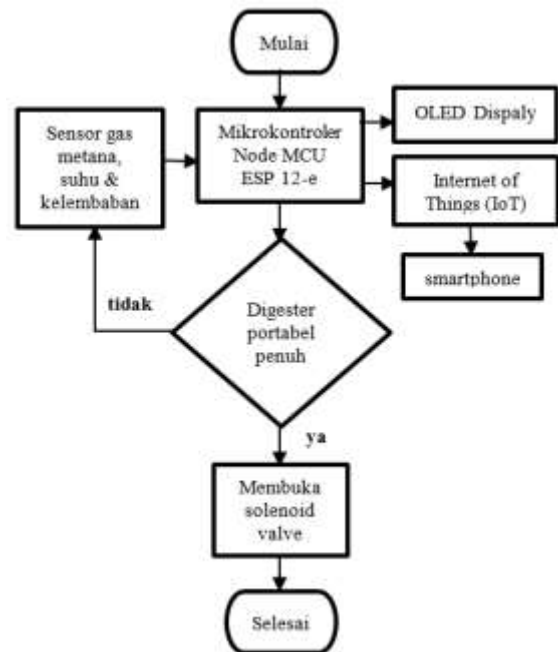 Mulai
Sensor gas
metana,
suhu &
kelembaban
Mikrokontroler
Node MCU
ESP 12-e
OLED Dispaly
Internet of
Things (IoT)
smartphone
tidak
Digester
portabel
penuh
ya
Membuka
solenoid
valve
Selesai